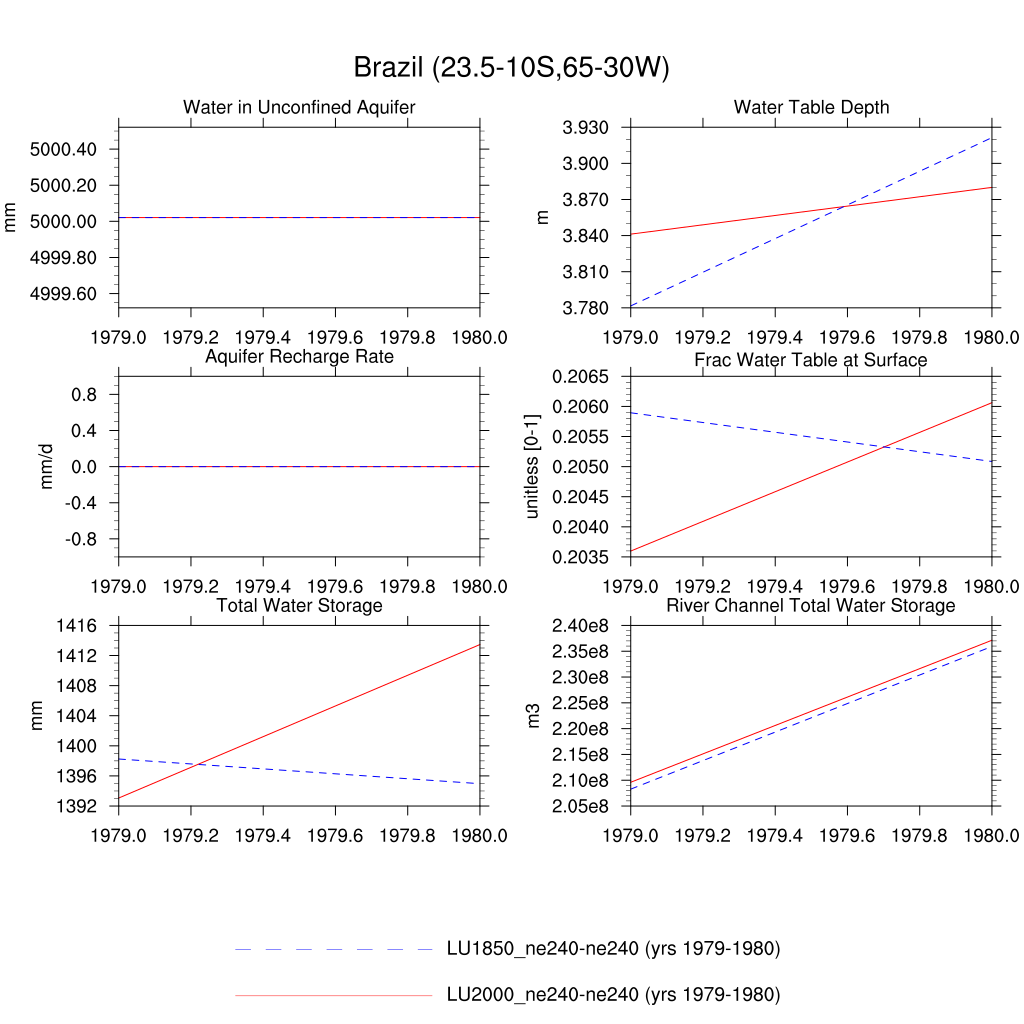 Brazil (23.5-10S,65-30W)
Water in Unconfined Aquifer
mm
5000.40
5000.20
5000.00
4999.80
4999.60
1979.0 1979.2 1979.4 1979.6 1979.8 1980.0
Water Table Depth
m
3.930
3.900
3.870
3.840
3.810
3.780
1979.0 1979.2 1979.4 1979.6 1979.8 1980.0
Aquifer Recharge Rate
mm/d
0.8
0.4
0.0
-0.4
-0.8
1979.0 1979.2 1979.4 1979.6 1979.8 1980.0
Frac Water Table at Surface
unitless [0-1]
0.2065
0.2060
0.2055
0.2050
0.2045
0.2040
0.2035
1979.0 1979.2 1979.4 1979.6 1979.8 1980.0
Total Water Storage
mm
1416
1412
1408
1404
1400
1396
1392
1979.0 1979.2 1979.4 1979.6 1979.8 1980.0
River Channel Total Water Storage
m3
2.40e8
2.35e8
2.30e8
2.25e8
2.20e8
2.15e8
2.10e8
2.05e8
1979.0 1979.2 1979.4 1979.6 1979.8 1980.0
LU1850_ne240-ne240 (yrs 1979-1980)
LU2000_ne240-ne240 (yrs 1979-1980)